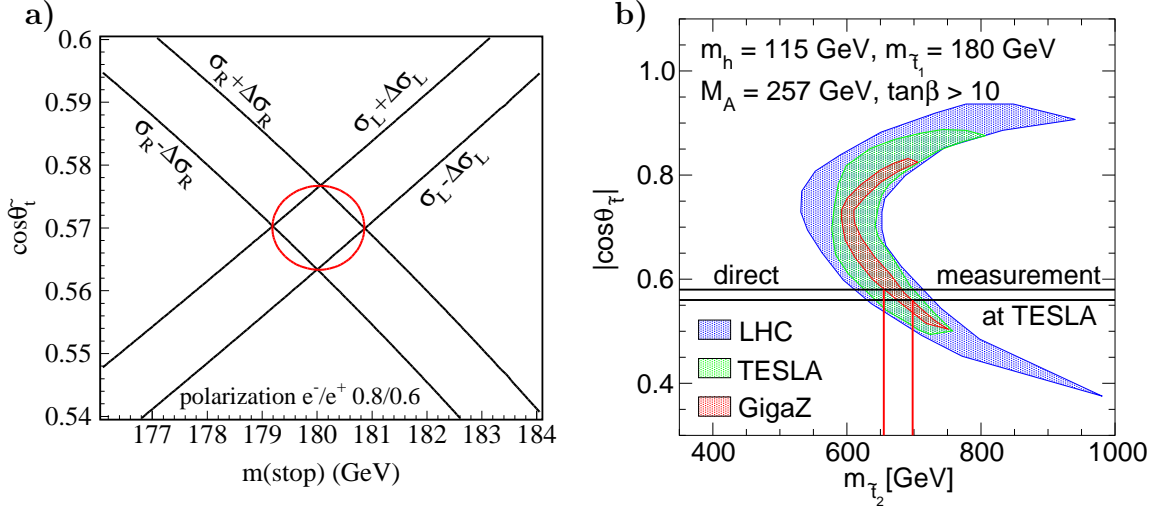 a)
0.6
0.59
0.58
0.57
0.56
0.55
0.54
cosθt̃
σR+ΔσR
σR-ΔσR
σL+ΔσL
σL-ΔσL
polarization e-/e+ 0.8/0.6
177 178 179 180 181 182 183 184
m(stop) (GeV)
b)
mh = 115 GeV, mt̃1 = 180 GeV
MA = 257 GeV, tanβ > 10
1.0
0.8
0.6
0.4
|cosθt̃|
direct measurement
at TESLA
LHC
TESLA
GigaZ
400 600 800 1000
mt̃2 [GeV]